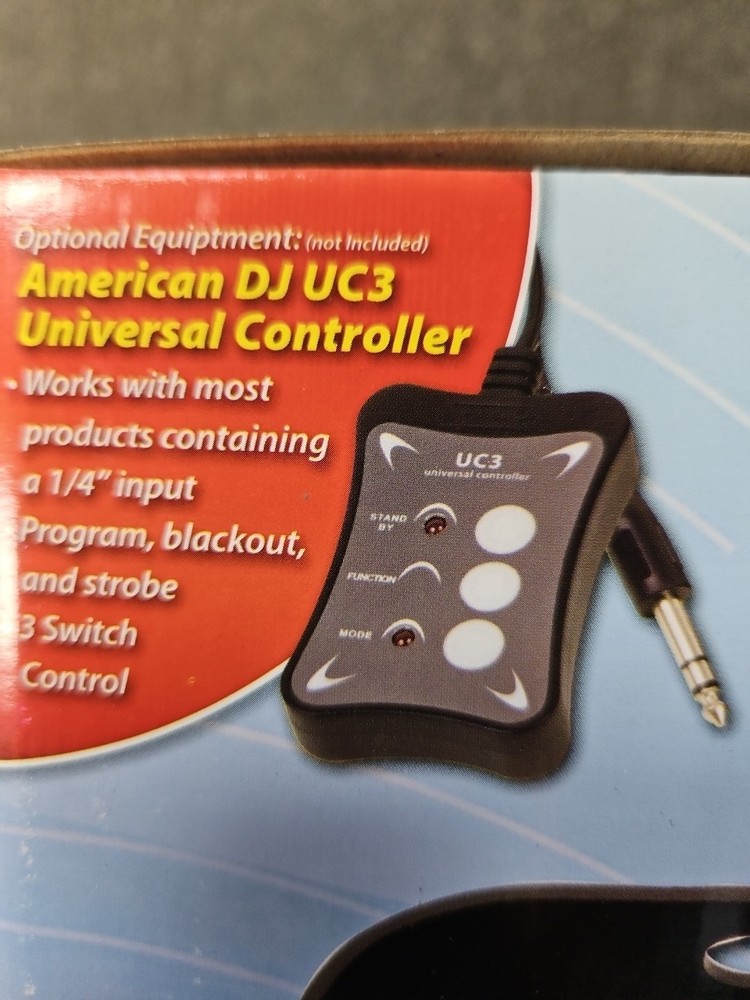 Optional Equiptment: (not Included)
American DJ UC3
Universal Controller
• Works with most
products containing
a 1/4" input
Program, blackout,
and strobe
3 Switch
Control
UC3
universal controller
STAND
BY
FUNCTION
MODE